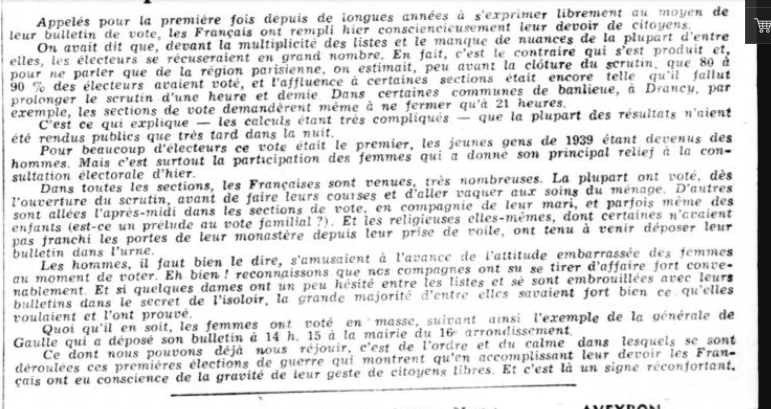 Appelés pour la première fois depuis de longues années à s'exprimer librement au moyen de
leur bulletin de vote, les Français ont rempli hier consciencieusement leur devoir de citoyens.
On avait dit que, devant la multiplicité des listes et le manque de nuances de la plupart d'entre
elles, les électeurs se récuseraient en grand nombre. En fait, c'est le contraire qui s'est produit et,
pour ne parler que de la région parisienne, on estimait, peu avant la clôture du scrutin, que 80 à
90 % des électeurs avaient voté, et l'affluence à certaines sections était encore telle qu'il fallut
prolonger le scrutin d'une heure et demie Dans certaines communes de banlieue, à Drancy, par
exemple, les sections de vote demandèrent même à ne fermer qu'à 21 heures.
C'est ce qui explique — les calculs étant très compliqués — que la plupart des résultats n'aient
été rendus publics que très tard dans la nuit.
Pour beaucoup d'électeurs ce vote était le premier, les jeunes gens de 1939 étant devenus des
hommes. Mais c'est surtout la participation des femmes qui a donné son principal relief à la con-
sultation électorale d'hier.
Dans toutes les sections, les Françaises sont venues, très nombreuses. La plupart ont voté, dès
l'ouverture du scrutin, avant de faire leurs courses et d'aller vaquer aux soins du ménage. D'autres
sont allées l'après-midi dans les sections de vote, en compagnie de leur mari, et parfois même des
enfants (est-ce un prélude au vote familial ?). Et les religieuses elles-mêmes, dont certaines n'avaient
pas franchi les portes de leur monastère depuis leur prise de voile, ont tenu à venir déposer leur
bulletin dans l'urne.
Les hommes, il faut bien le dire, s'amusaient à l'avance de l'attitude embarrassée des femmes
au moment de voter. Eh bien ! reconnaissons que nos compagnes ont su se tirer d'affaire fort conve-
nablement. Et si quelques dames ont un peu hésité entre les listes et se sont embrouillées avec leurs
bulletins dans le secret de l'isoloir, la grande majorité d'entre elles savaient fort bien ce qu'elles
voulaient et l'ont prouvé.
Quoi qu'il en soit, les femmes ont voté en masse, suivant ainsi l'exemple de la générale de
Gaulle qui a déposé son bulletin à 14 h. 15 à la mairie du 16e arrondissement.
Ce dont nous pouvons déjà nous réjouir, c'est de l'ordre et du calme dans lesquels se sont
déroulées ces premières élections de guerre qui montrent qu'en accomplissant leur devoir les Fran-
çais ont eu conscience de la gravité de leur geste de citoyens libres. Et c'est là un signe réconfortant.
AVEYRON